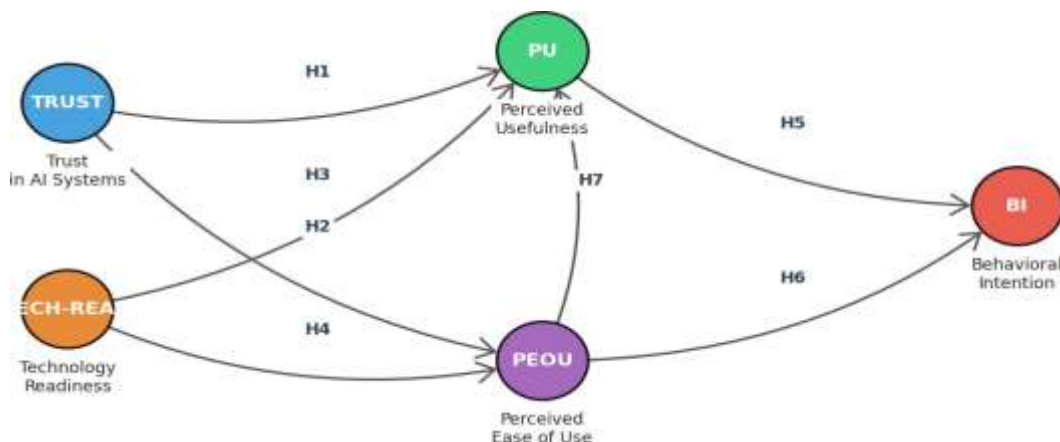 PU
H1
TRUST
Perceived
Usefulness
H5
Trust
in AI Systems
H3
H7
BI
H2
Behavioral
Intention
H6
ECH-REA
H4
PEOU
Technology
Readiness
Perceived
Ease of Use